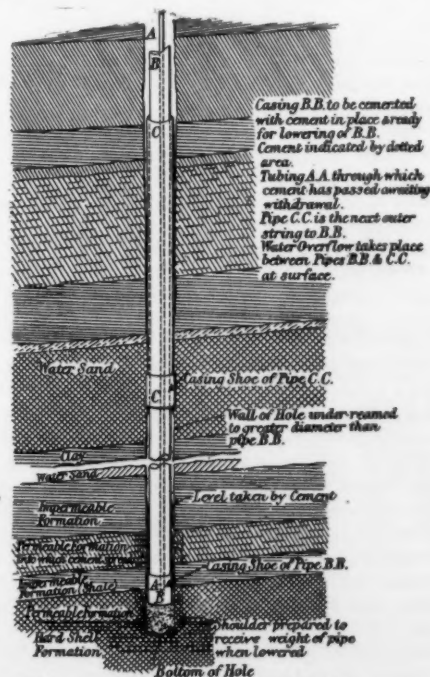 A
B
C
Casing B.B. to be cemented
with cement in place ready
for lowering of B.B.
Cement indicated by dotted
area.
Tubing A.A. through which
cement has passed awaiting
withdrawal.
Pipe C.C. is the next outer
string to B.B.
Water Overflow takes place
between Pipes B.B. & C.C.
at surface.
Water Sand
Casing Shoe of Pipe C.C.
C
Wall of Hole under-reamed
to greater diameter than
pipe B.B.
Clay
Water Sand
Level taken by Cement
Impermeable
Formation
Permeable Formation
which cement
Casing Shoe of Pipe B.B.
Impermeable
Formation (Shale)
A
B
Permeable Formation
Shoulder prepared to
receive weight of pipe
when lowered
Hard Shell
Formation
Bottom of Hole